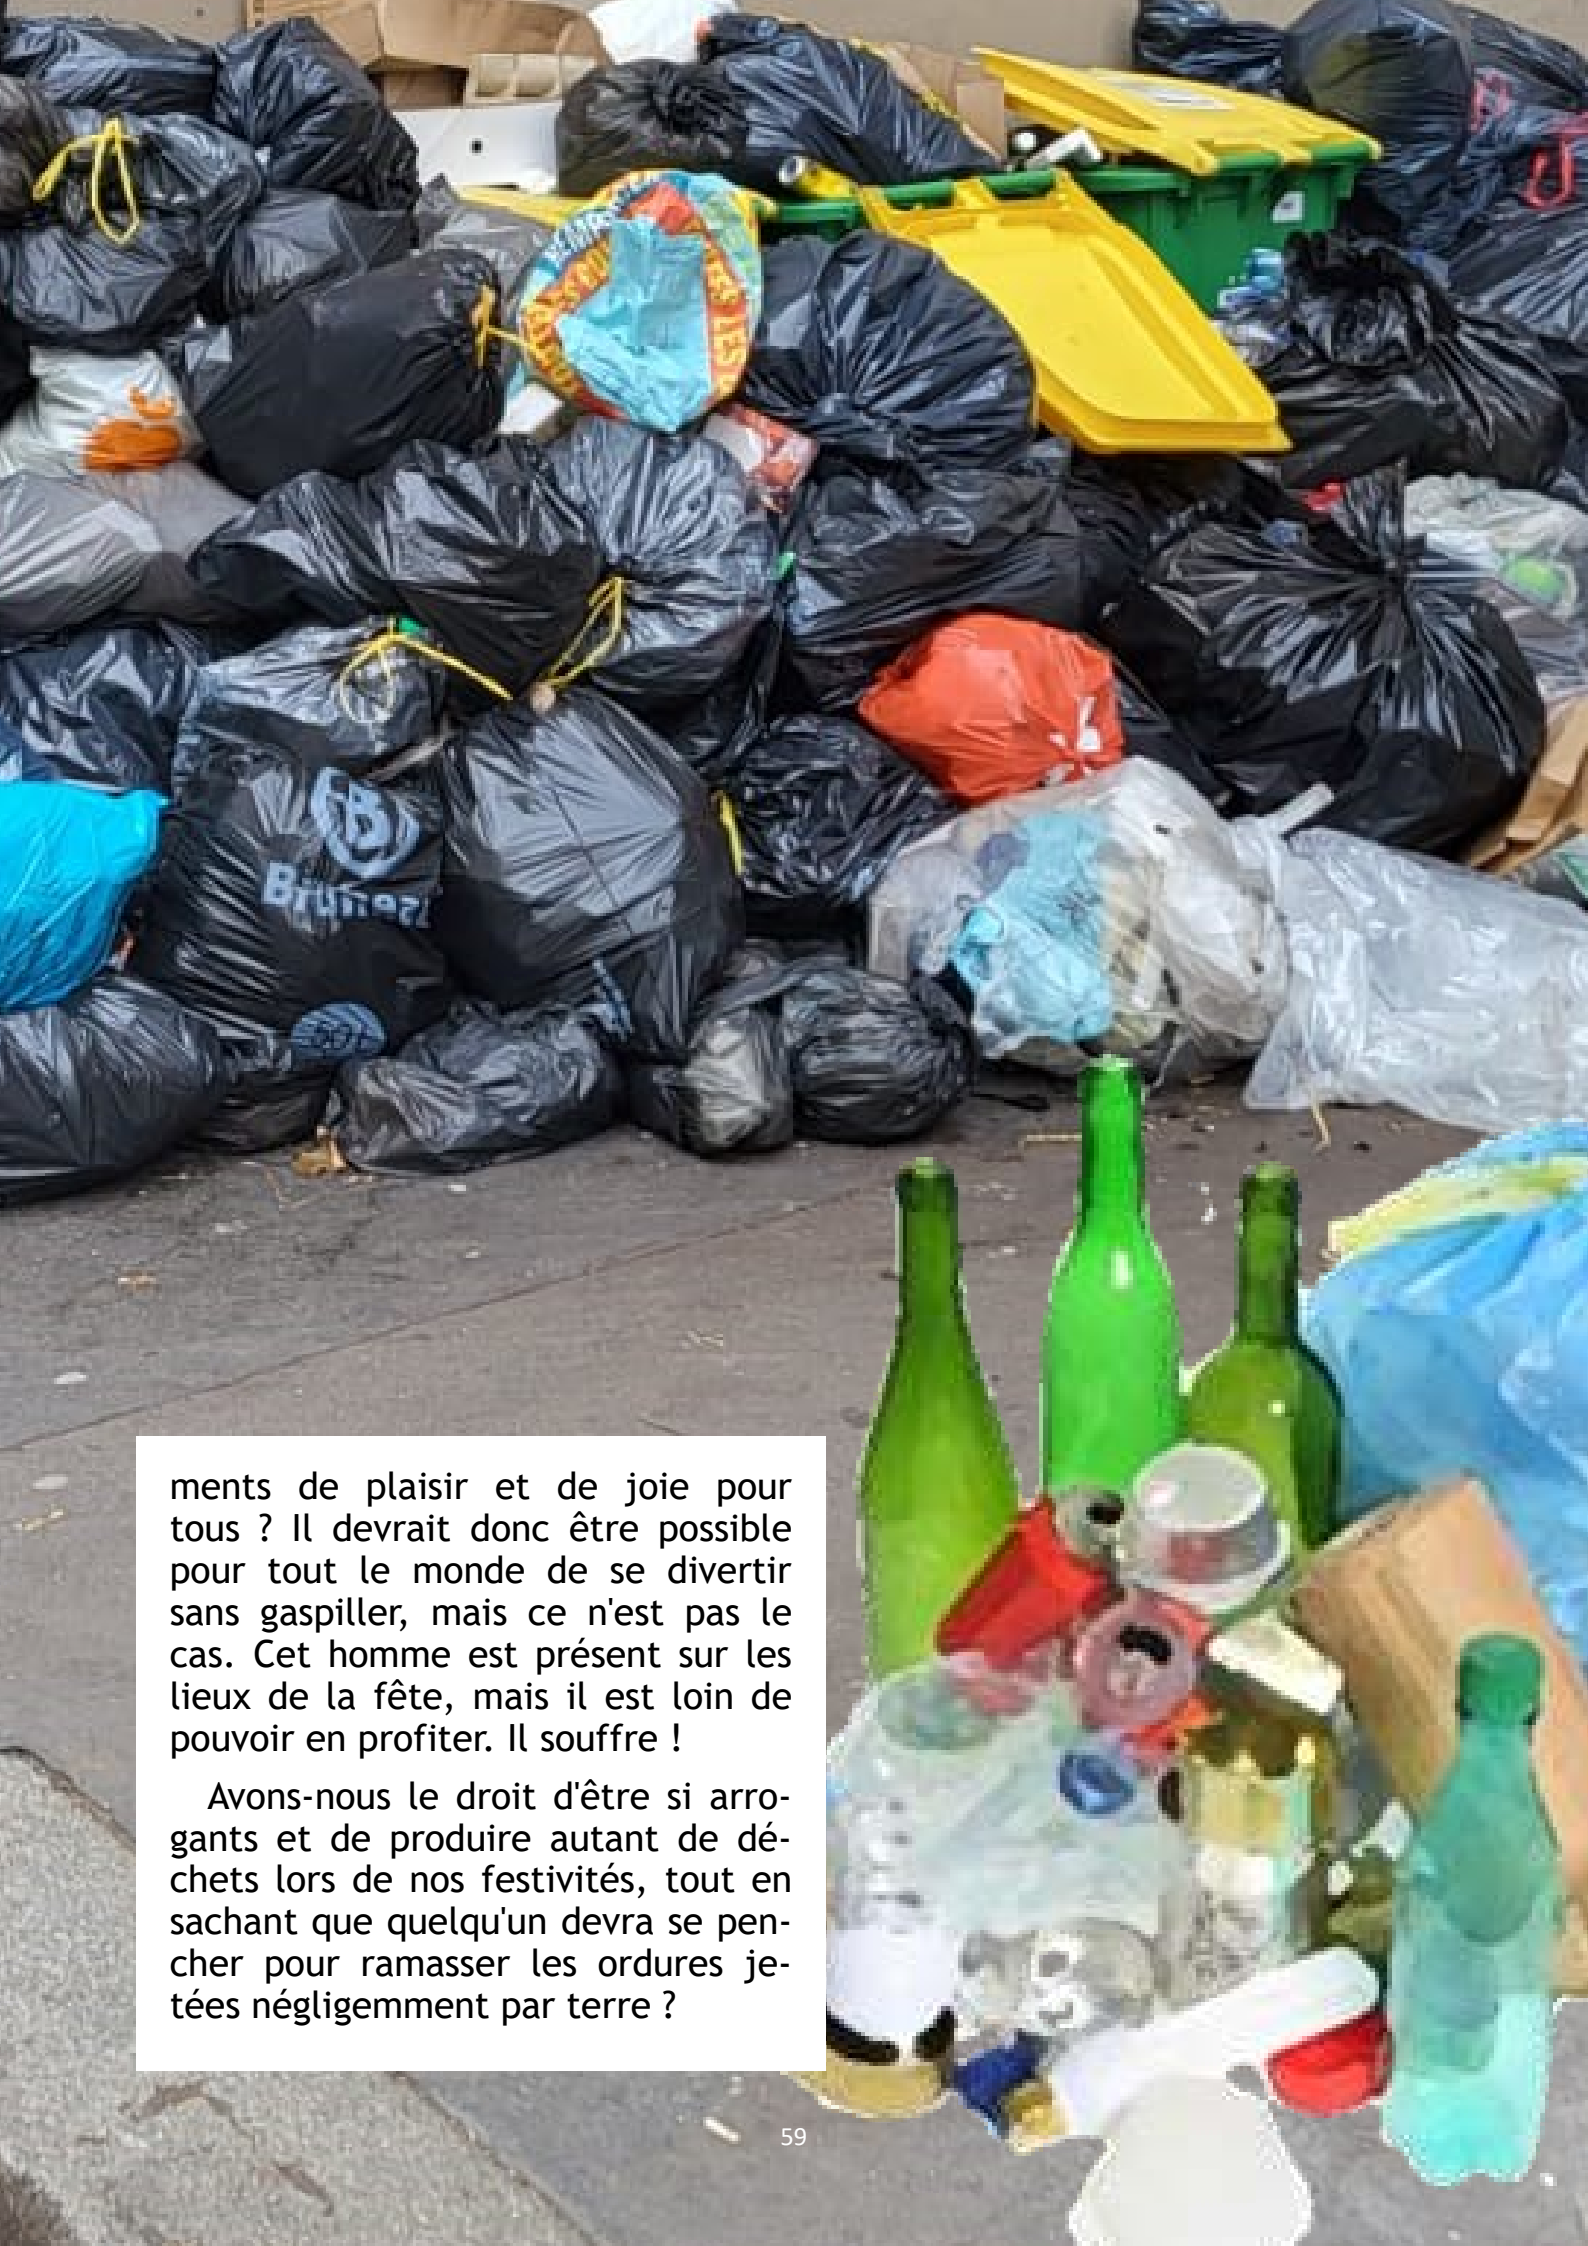 ments de plaisir et de joie pour
tous ? Il devrait donc être possible
pour tout le monde de se divertir
sans gaspiller, mais ce n'est pas le
cas. Cet homme est présent sur les
lieux de la fête, mais il est loin de
pouvoir en profiter. Il souffre !
Avons-nous le droit d'être si arro-
gants et de produire autant de dé-
chets lors de nos festivités, tout en
sachant que quelqu'un devra se pen-
cher pour ramasser les ordures je-
tées négligemment par terre ?
59